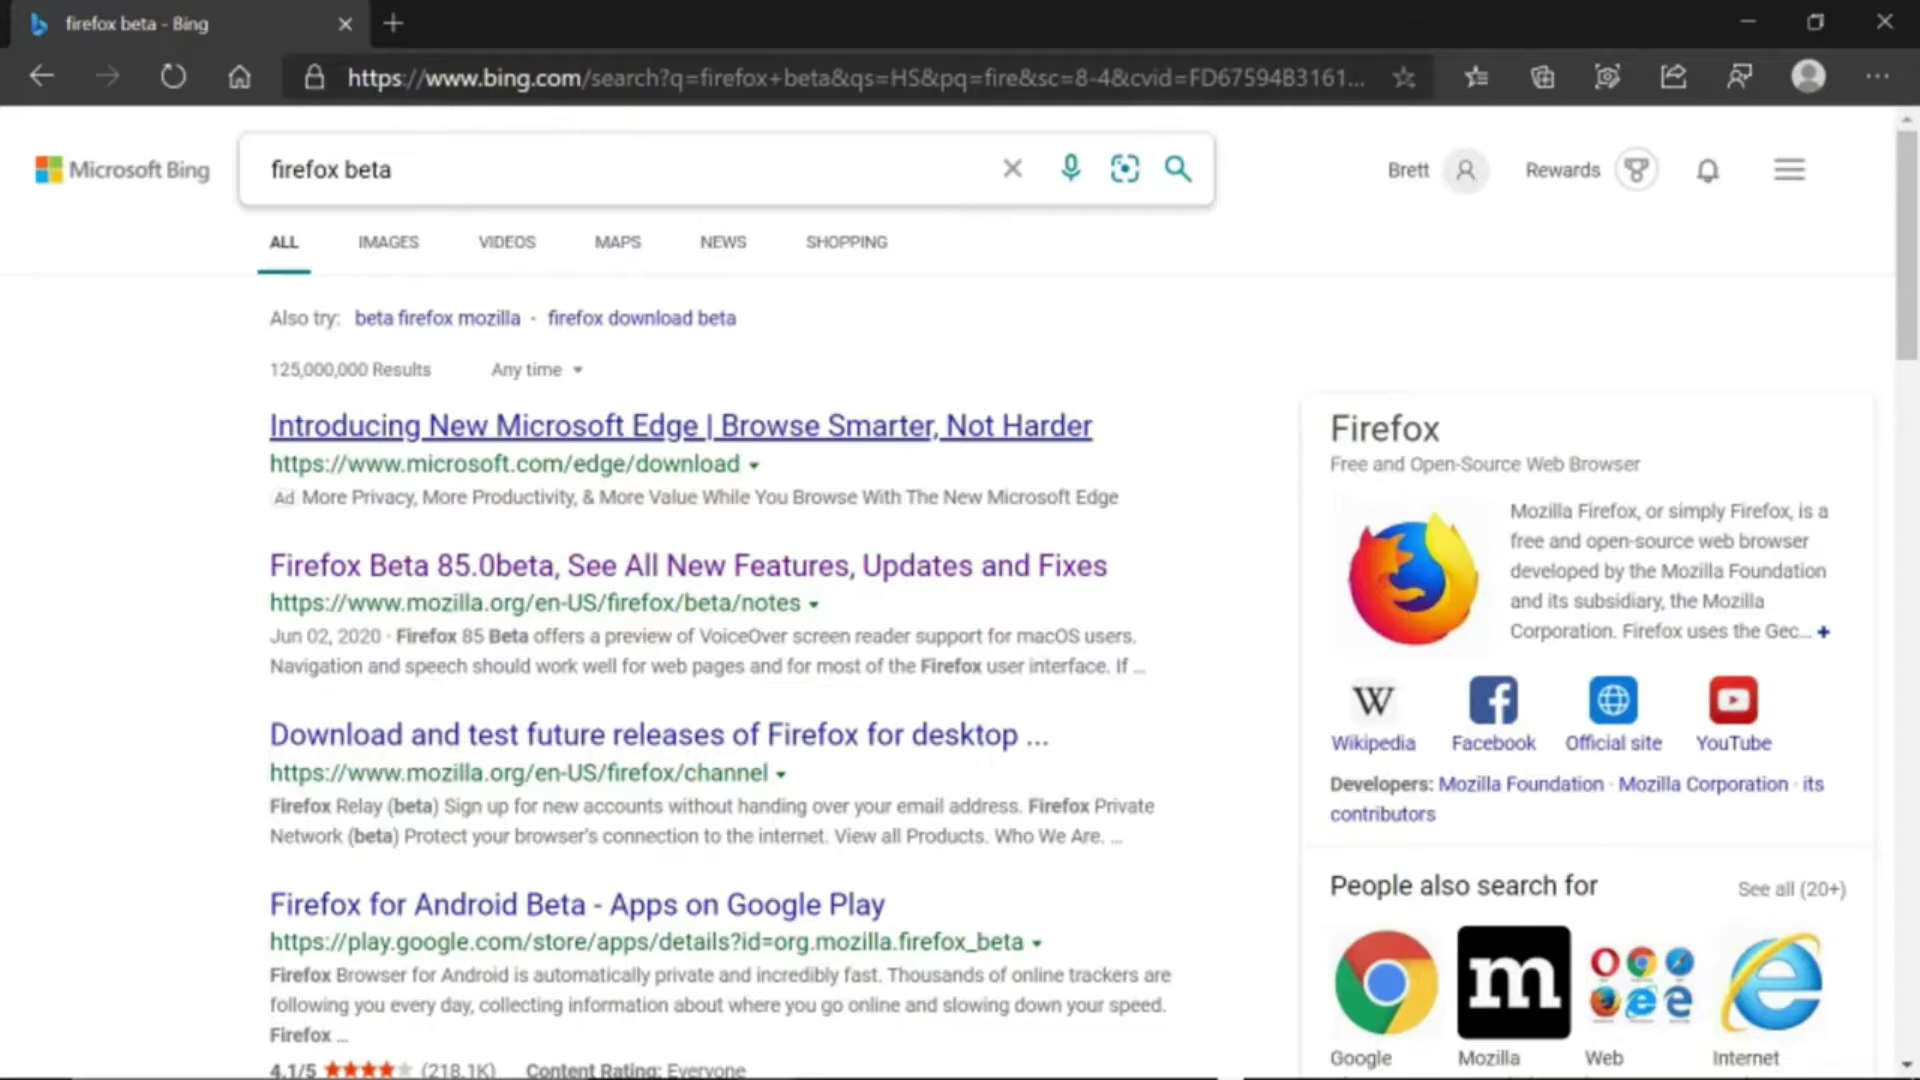 firefox beta - Bing
https://www.bing.com/search?q=firefox+beta&qs=HS&pq=fire&sc=8-4&cvid=FD67594B3161...
Microsoft Bing
firefox beta
Brett
Rewards
ALL IMAGES VIDEOS MAPS NEWS SHOPPING
Also try: beta firefox mozilla · firefox download beta
125,000,000 Results Any time
Introducing New Microsoft Edge | Browse Smarter, Not Harder
https://www.microsoft.com/edge/download
Ad More Privacy, More Productivity, & More Value While You Browse With The New Microsoft Edge
Firefox Beta 85.0beta, See All New Features, Updates and Fixes
https://www.mozilla.org/en-US/firefox/beta/notes
Jun 02, 2020 · Firefox 85 Beta offers a preview of VoiceOver screen reader support for macOS users.
Navigation and speech should work well for web pages and for most of the Firefox user interface. If ...
Download and test future releases of Firefox for desktop ...
https://www.mozilla.org/en-US/firefox/channel
Firefox Relay (beta) Sign up for new accounts without handing over your email address. Firefox Private
Network (beta) Protect your browser's connection to the internet. View all Products. Who We Are. ...
Firefox for Android Beta - Apps on Google Play
https://play.google.com/store/apps/details?id=org.mozilla.firefox_beta
Firefox Browser for Android is automatically private and incredibly fast. Thousands of online trackers are
following you every day, collecting information about where you go online and slowing down your speed.
Firefox ...
4.1/5 (218.1K) Content Rating: Everyone
Firefox
Free and Open-Source Web Browser
Mozilla Firefox, or simply Firefox, is a
free and open-source web browser
developed by the Mozilla Foundation
and its subsidiary, the Mozilla
Corporation. Firefox uses the Gec... +
W
Wikipedia Facebook Official site YouTube
Developers: Mozilla Foundation · Mozilla Corporation · its
contributors
People also search for
See all (20+)
m
Google Mozilla Web Internet